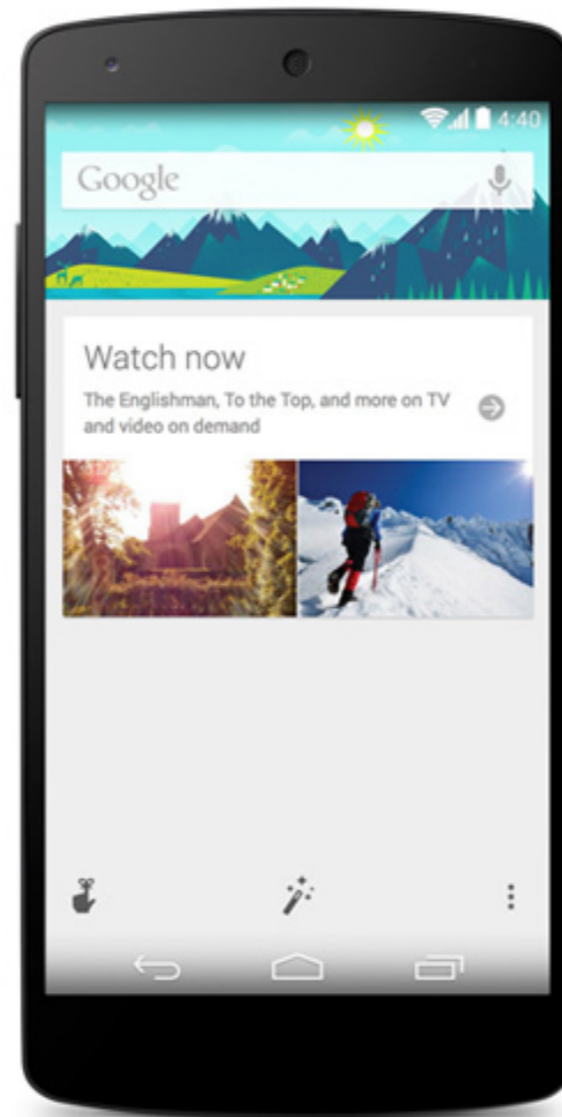 4:40
Google
Watch now
The Englishman, To the Top, and more on TV
and video on demand